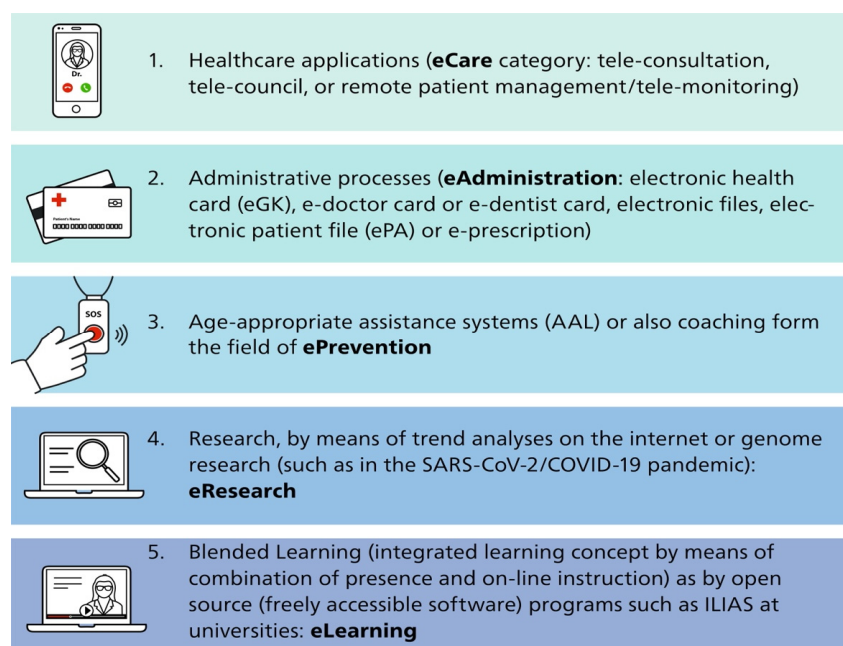 Dr.
1. Healthcare applications (eCare category: tele-consultation,
tele-council, or remote patient management/tele-monitoring)
Patient's Name
0000 0000 0000 0000
2. Administrative processes (eAdministration: electronic health
card (eGK), e-doctor card or e-dentist card, electronic files, elec-
tronic patient file (ePA) or e-prescription)
SOS
3. Age-appropriate assistance systems (AAL) or also coaching form
the field of ePrevention
4. Research, by means of trend analyses on the internet or genome
research (such as in the SARS-CoV-2/COVID-19 pandemic):
eResearch
5. Blended Learning (integrated learning concept by means of
combination of presence and on-line instruction) as by open
source (freely accessible software) programs such as ILIAS at
universities: eLearning